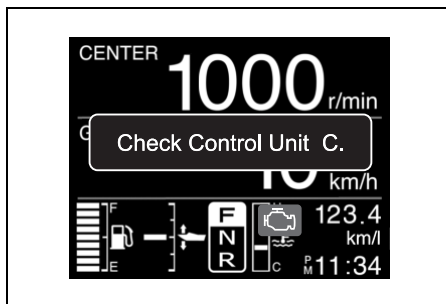 CENTER
1000 r/min
G
Check Control Unit C.
km/h
F
E
F
N
R
C
123.4
km/l
PM 11:34